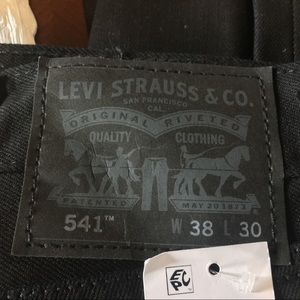 LEVI STRAUSS & CO.
SAN FRANCISCO
CAL
ORIGINAL RIVETED
QUALITY CLOTHING
PATENTED MAY 20 1873
541™ W 38 L 30
EPC